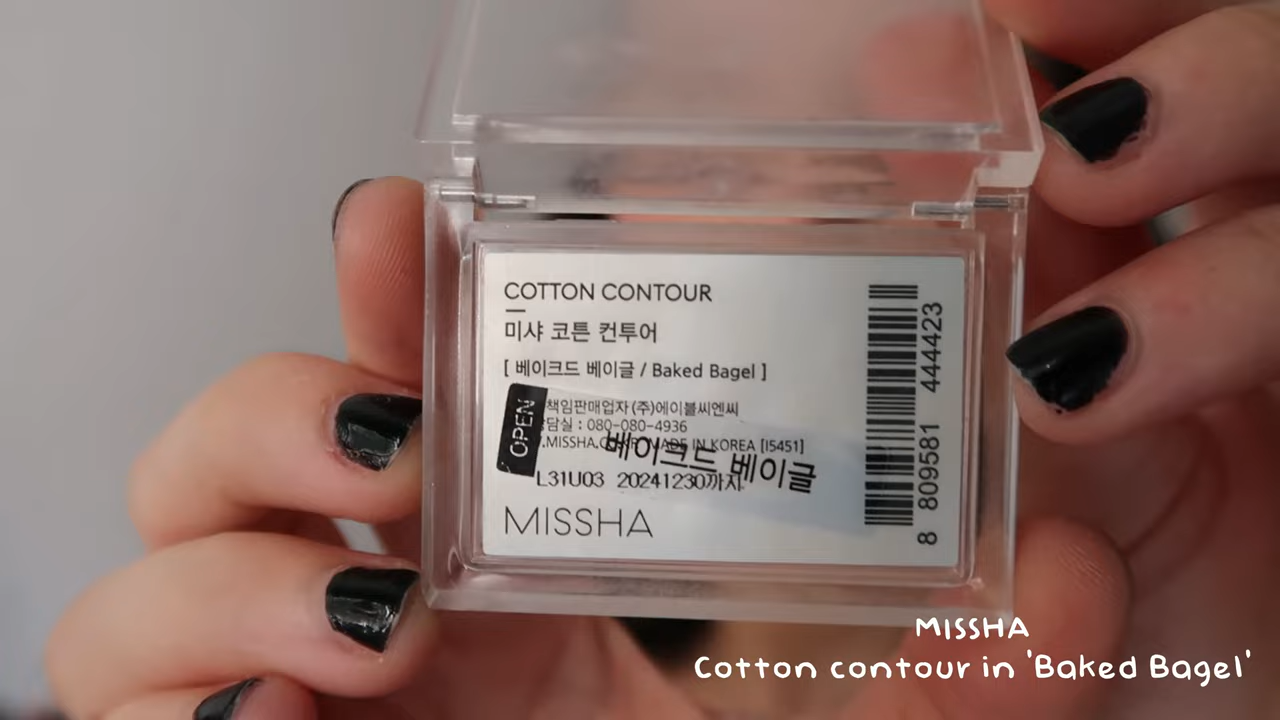 COTTON CONTOUR
미샤 코튼 컨투어
[ 베이크드 베이글 / Baked Bagel ]
책임판매업자 (주)에이블씨엔씨
담실 : 080-080-4936
.MISSHA. MADE IN KOREA [I5451]
OPEN
베이크드 베이글
L31U03 20241230까지
MISSHA
8 809581 444423
MISSHA
Cotton contour in 'Baked Bagel'